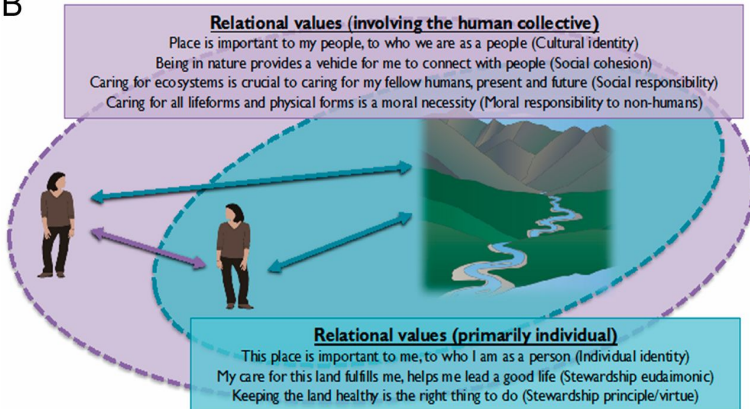 B
Relational values (involving the human collective)
Place is important to my people, to who we are as a people (Cultural identity)
Being in nature provides a vehicle for me to connect with people (Social cohesion)
Caring for ecosystems is crucial to caring for my fellow humans, present and future (Social responsibility)
Caring for all lifeforms and physical forms is a moral necessity (Moral responsibility to non-humans)
Relational values (primarily individual)
This place is important to me, to who I am as a person (Individual identity)
My care for this land fulfills me, helps me lead a good life (Stewardship eudaimonic)
Keeping the land healthy is the right thing to do (Stewardship principle/virtue)